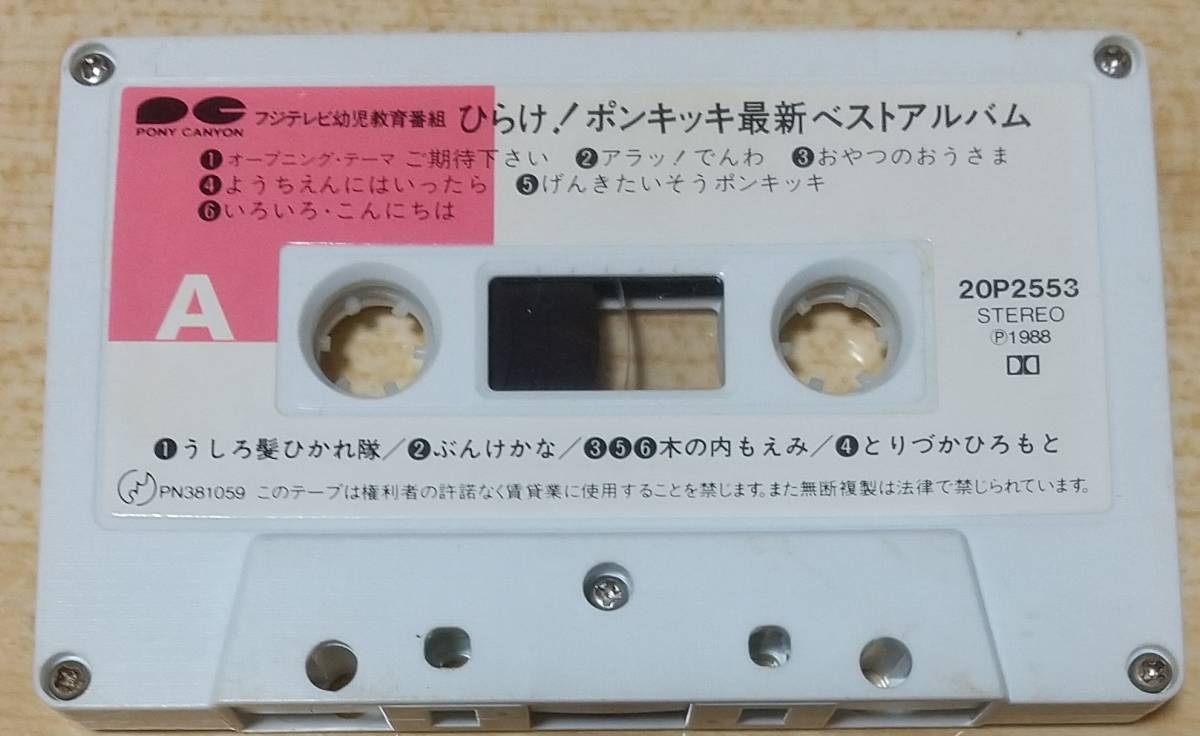 PONY CANYON フジテレビ幼児教育番組 ひらけ!ポンキッキ最新ベストアルバム
❶オープニング・テーマ ご期待下さい ❷アラッ!でんわ ❸おやつのおうさま
❹ようちえんにはいったら ❺げんきたいそうポンキッキ
❻いろいろ・こんにちは
A
20P2553
STEREO
Ⓟ1988
❶うしろ髪ひかれ隊/❷ぶんけかな/❸❺❻木の内もえみ/❹とりづかひろもと
PN381059 このテープは権利者の許諾なく賃貸業に使用することを禁じます。また無断複製は法律で禁じられています。